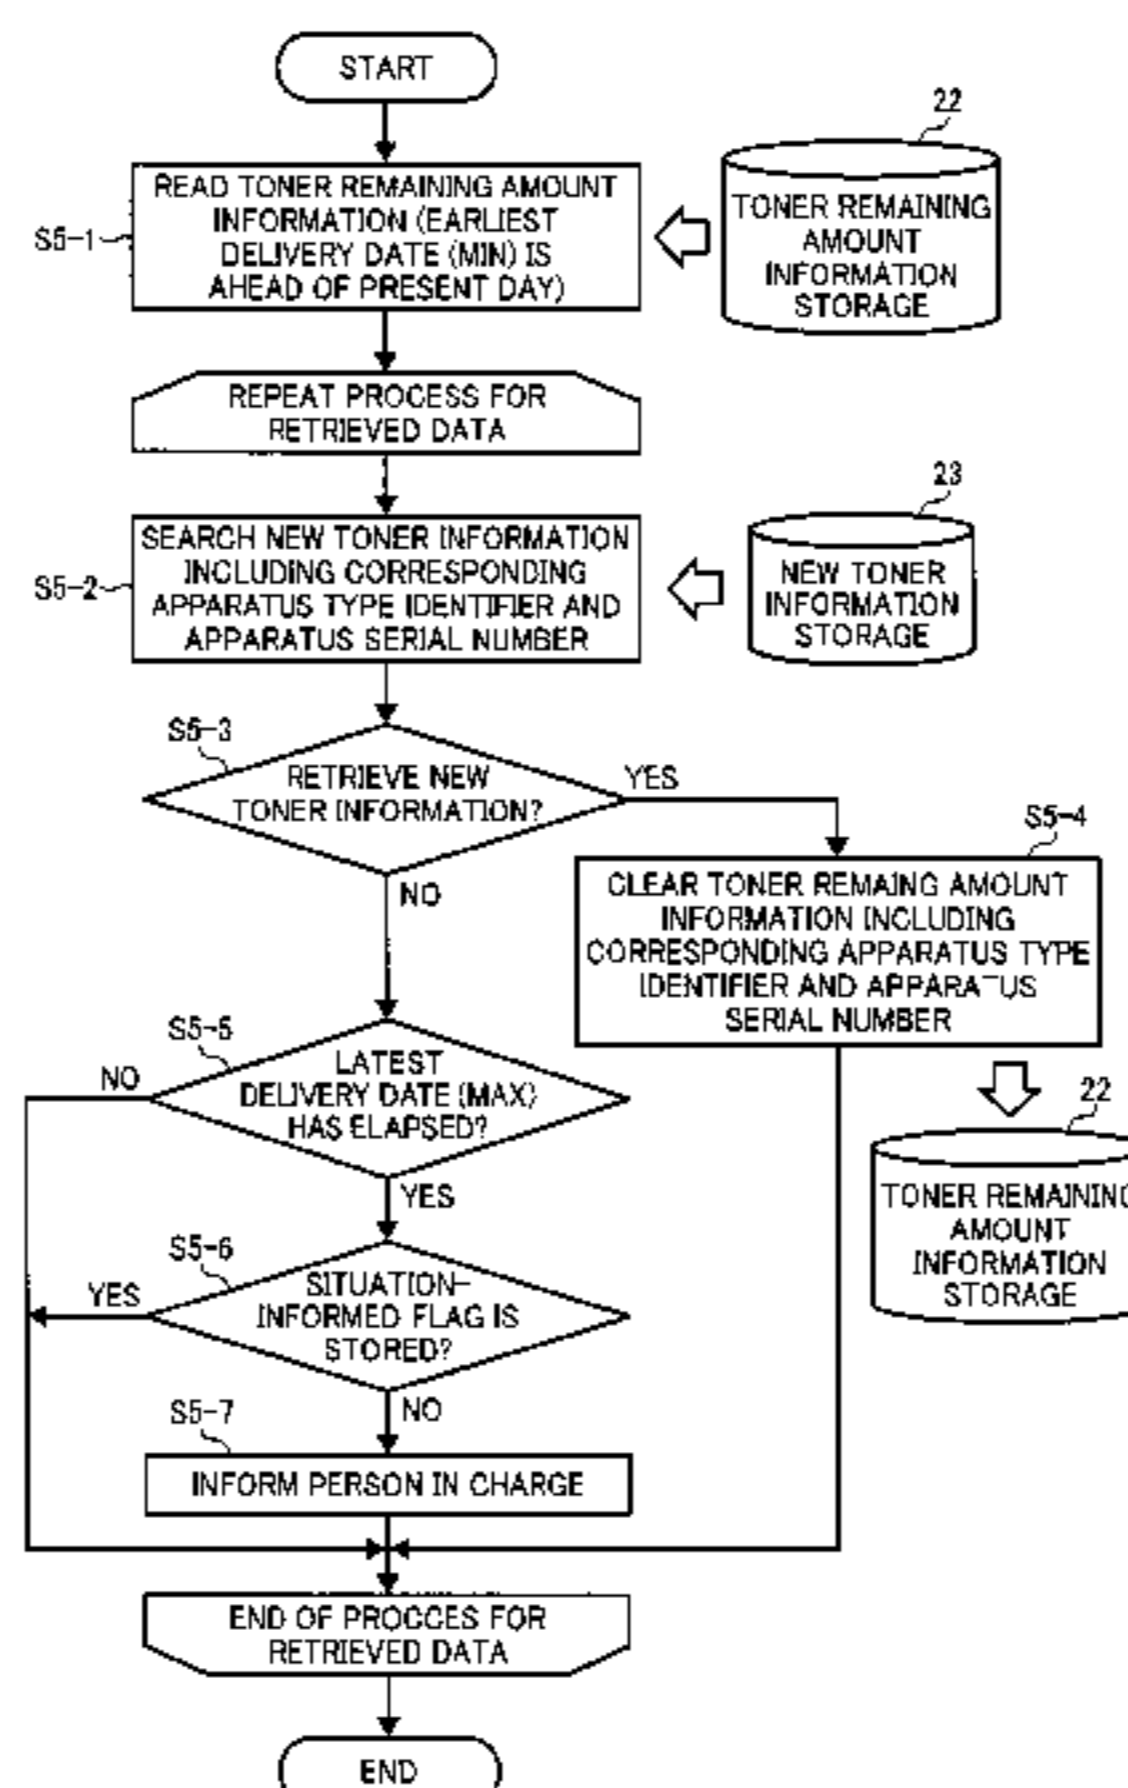 START
22
READ TONER REMAINING AMOUNT
INFORMATION (EARLIEST
DELIVERY DATE (MIN) IS
AHEAD OF PRESENT DAY)
S5-1
TONER REMAINING
AMOUNT
INFORMATION
STORAGE
REPEAT PROCESS FOR
RETRIEVED DATA
23
SEARCH NEW TONER INFORMATION
INCLUDING CORRESPONDING
APPARATUS TYPE IDENTIFIER AND
APPARATUS SERIAL NUMBER
S5-2
NEW TONER
INFORMATION
STORAGE
S5-3
RETRIEVE NEW
TONER INFORMATION?
YES
NO
S5-4
CLEAR TONER REMAING AMOUNT
INFORMATION INCLUDING
CORRESPONDING APPARATUS TYPE
IDENTIFIER AND APPARATUS
SERIAL NUMBER
S5-5
LATEST
DELIVERY DATE (MAX)
HAS ELAPSED?
NO
YES
22
TONER REMAINING
AMOUNT
INFORMATION
STORAGE
S5-6
SITUATION-
INFORMED FLAG IS
STORED?
YES
NO
S5-7
INFORM PERSON IN CHARGE
END OF PROCCES FOR
RETRIEVED DATA
END